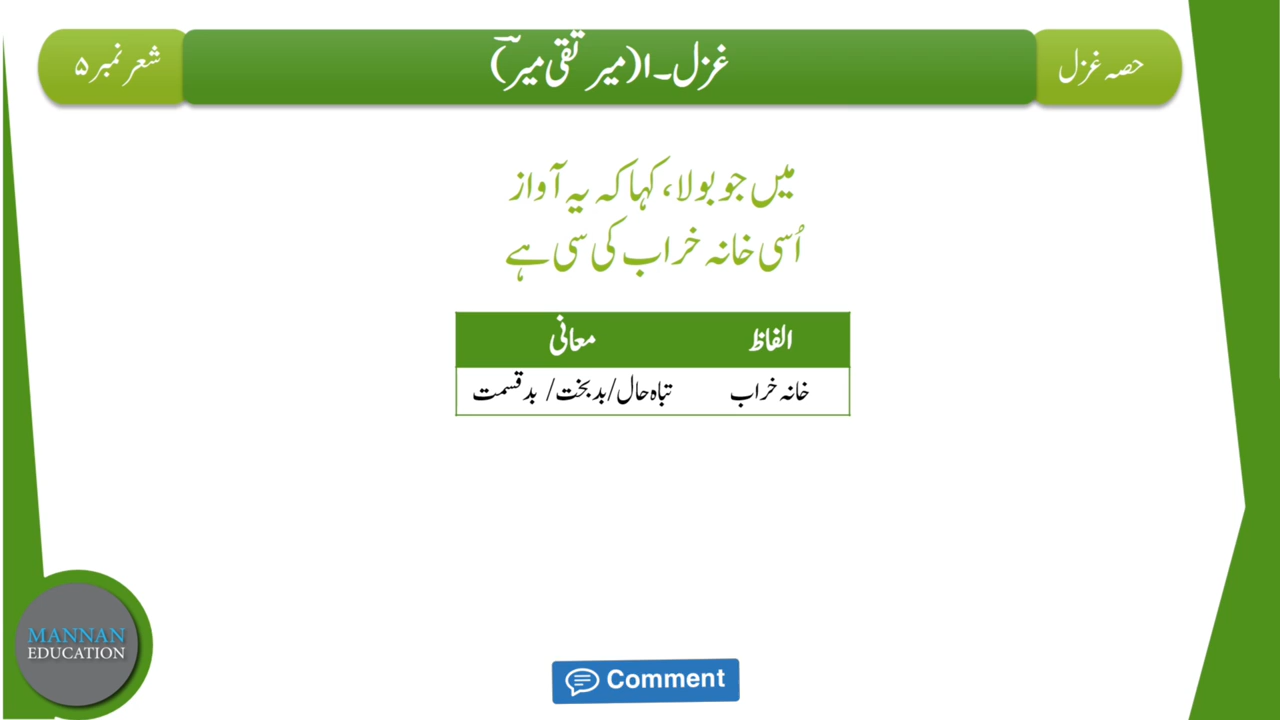 حصہ غزل
غزل۔۱(میر تقی میرؔ)
شعر نمبر ۵
میں جو بولا، کہا کہ یہ آواز
اُسی خانہ خراب کی سی ہے
الفاظ معانی
خانہ خراب تباہ حال/بدبخت/ بدقسمت
MANNAN
EDUCATION
Comment